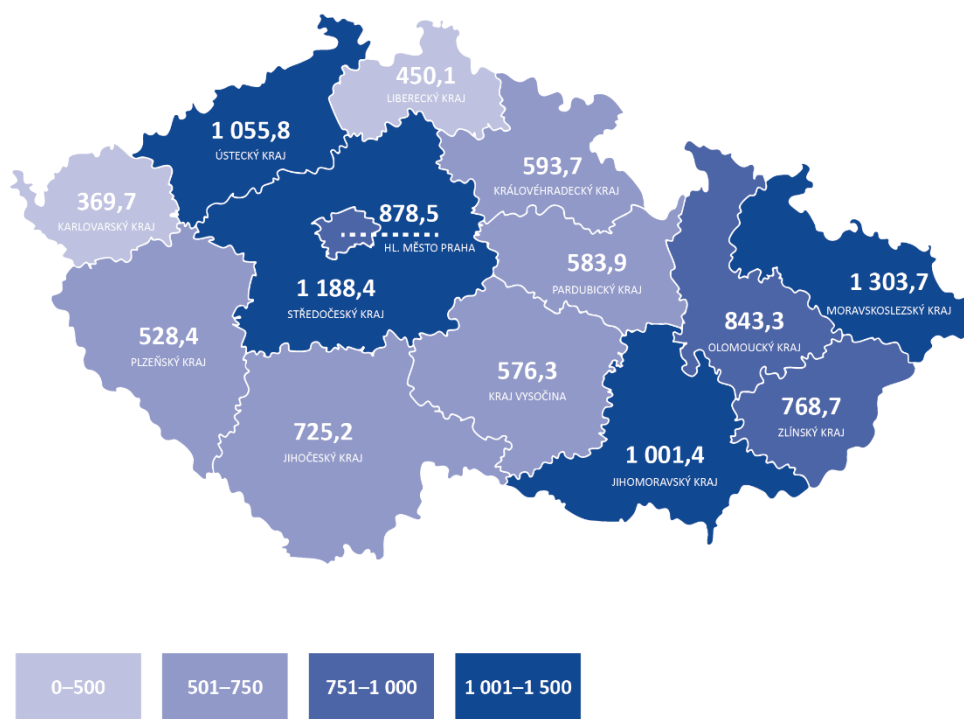 450,1
LIBERECKÝ KRAJ
1 055,8
ÚSTECKÝ KRAJ
593,7
KRÁLOVÉHRADECKÝ KRAJ
369,7
KARLOVARSKÝ KRAJ
878,5
HL. MĚSTO PRAHA
583,9
PARDUBICKÝ KRAJ
1 303,7
MORAVSKOSLEZSKÝ KRAJ
1 188,4
STŘEDOČESKÝ KRAJ
843,3
OLOMOUCKÝ KRAJ
528,4
PLZEŇSKÝ KRAJ
576,3
KRAJ VYSOČINA
768,7
ZLÍNSKÝ KRAJ
725,2
JIHOČESKÝ KRAJ
1 001,4
JIHOMORAVSKÝ KRAJ
0–500
501–750
751–1 000
1 001–1 500